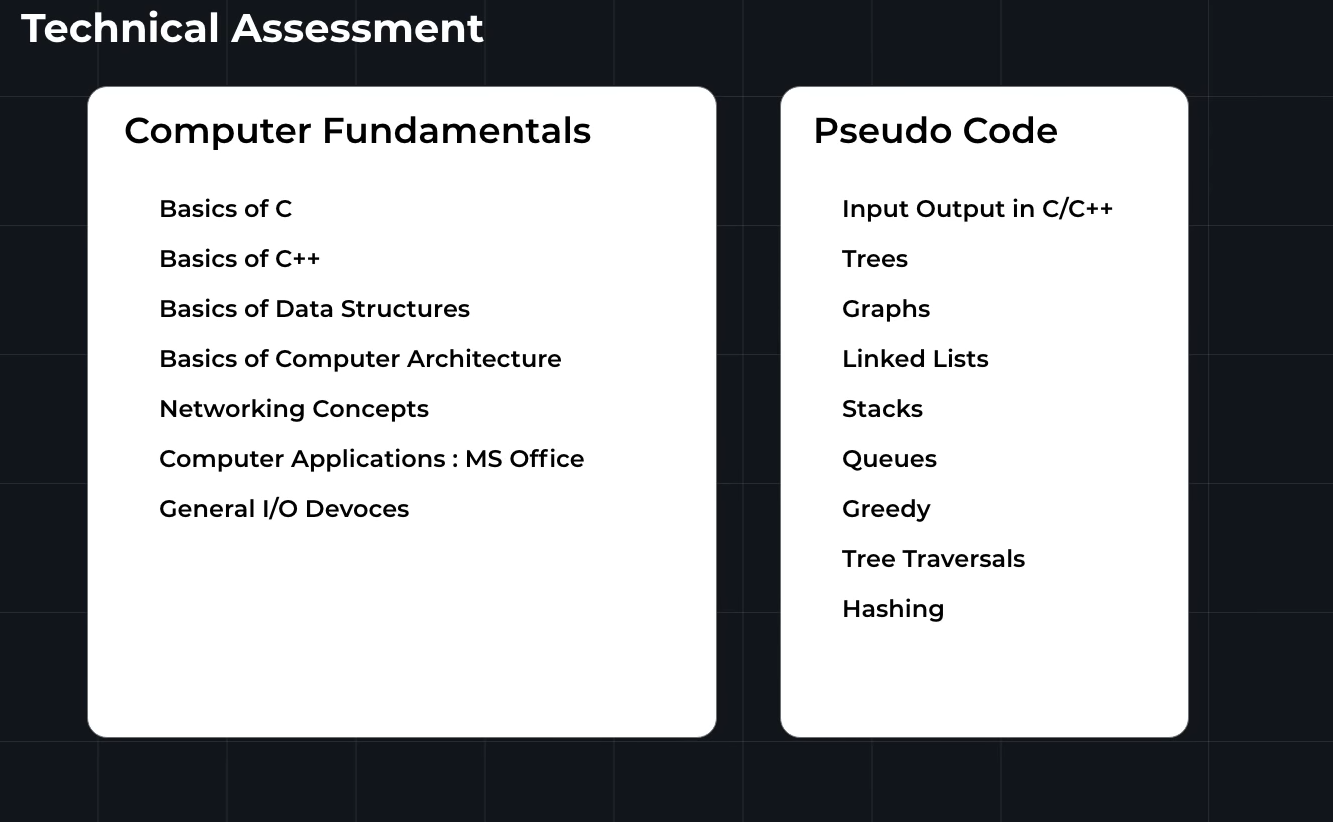 Technical Assessment
Computer Fundamentals
Basics of C
Basics of C++
Basics of Data Structures
Basics of Computer Architecture
Networking Concepts
Computer Applications : MS Office
General I/O Devoces
Pseudo Code
Input Output in C/C++
Trees
Graphs
Linked Lists
Stacks
Queues
Greedy
Tree Traversals
Hashing